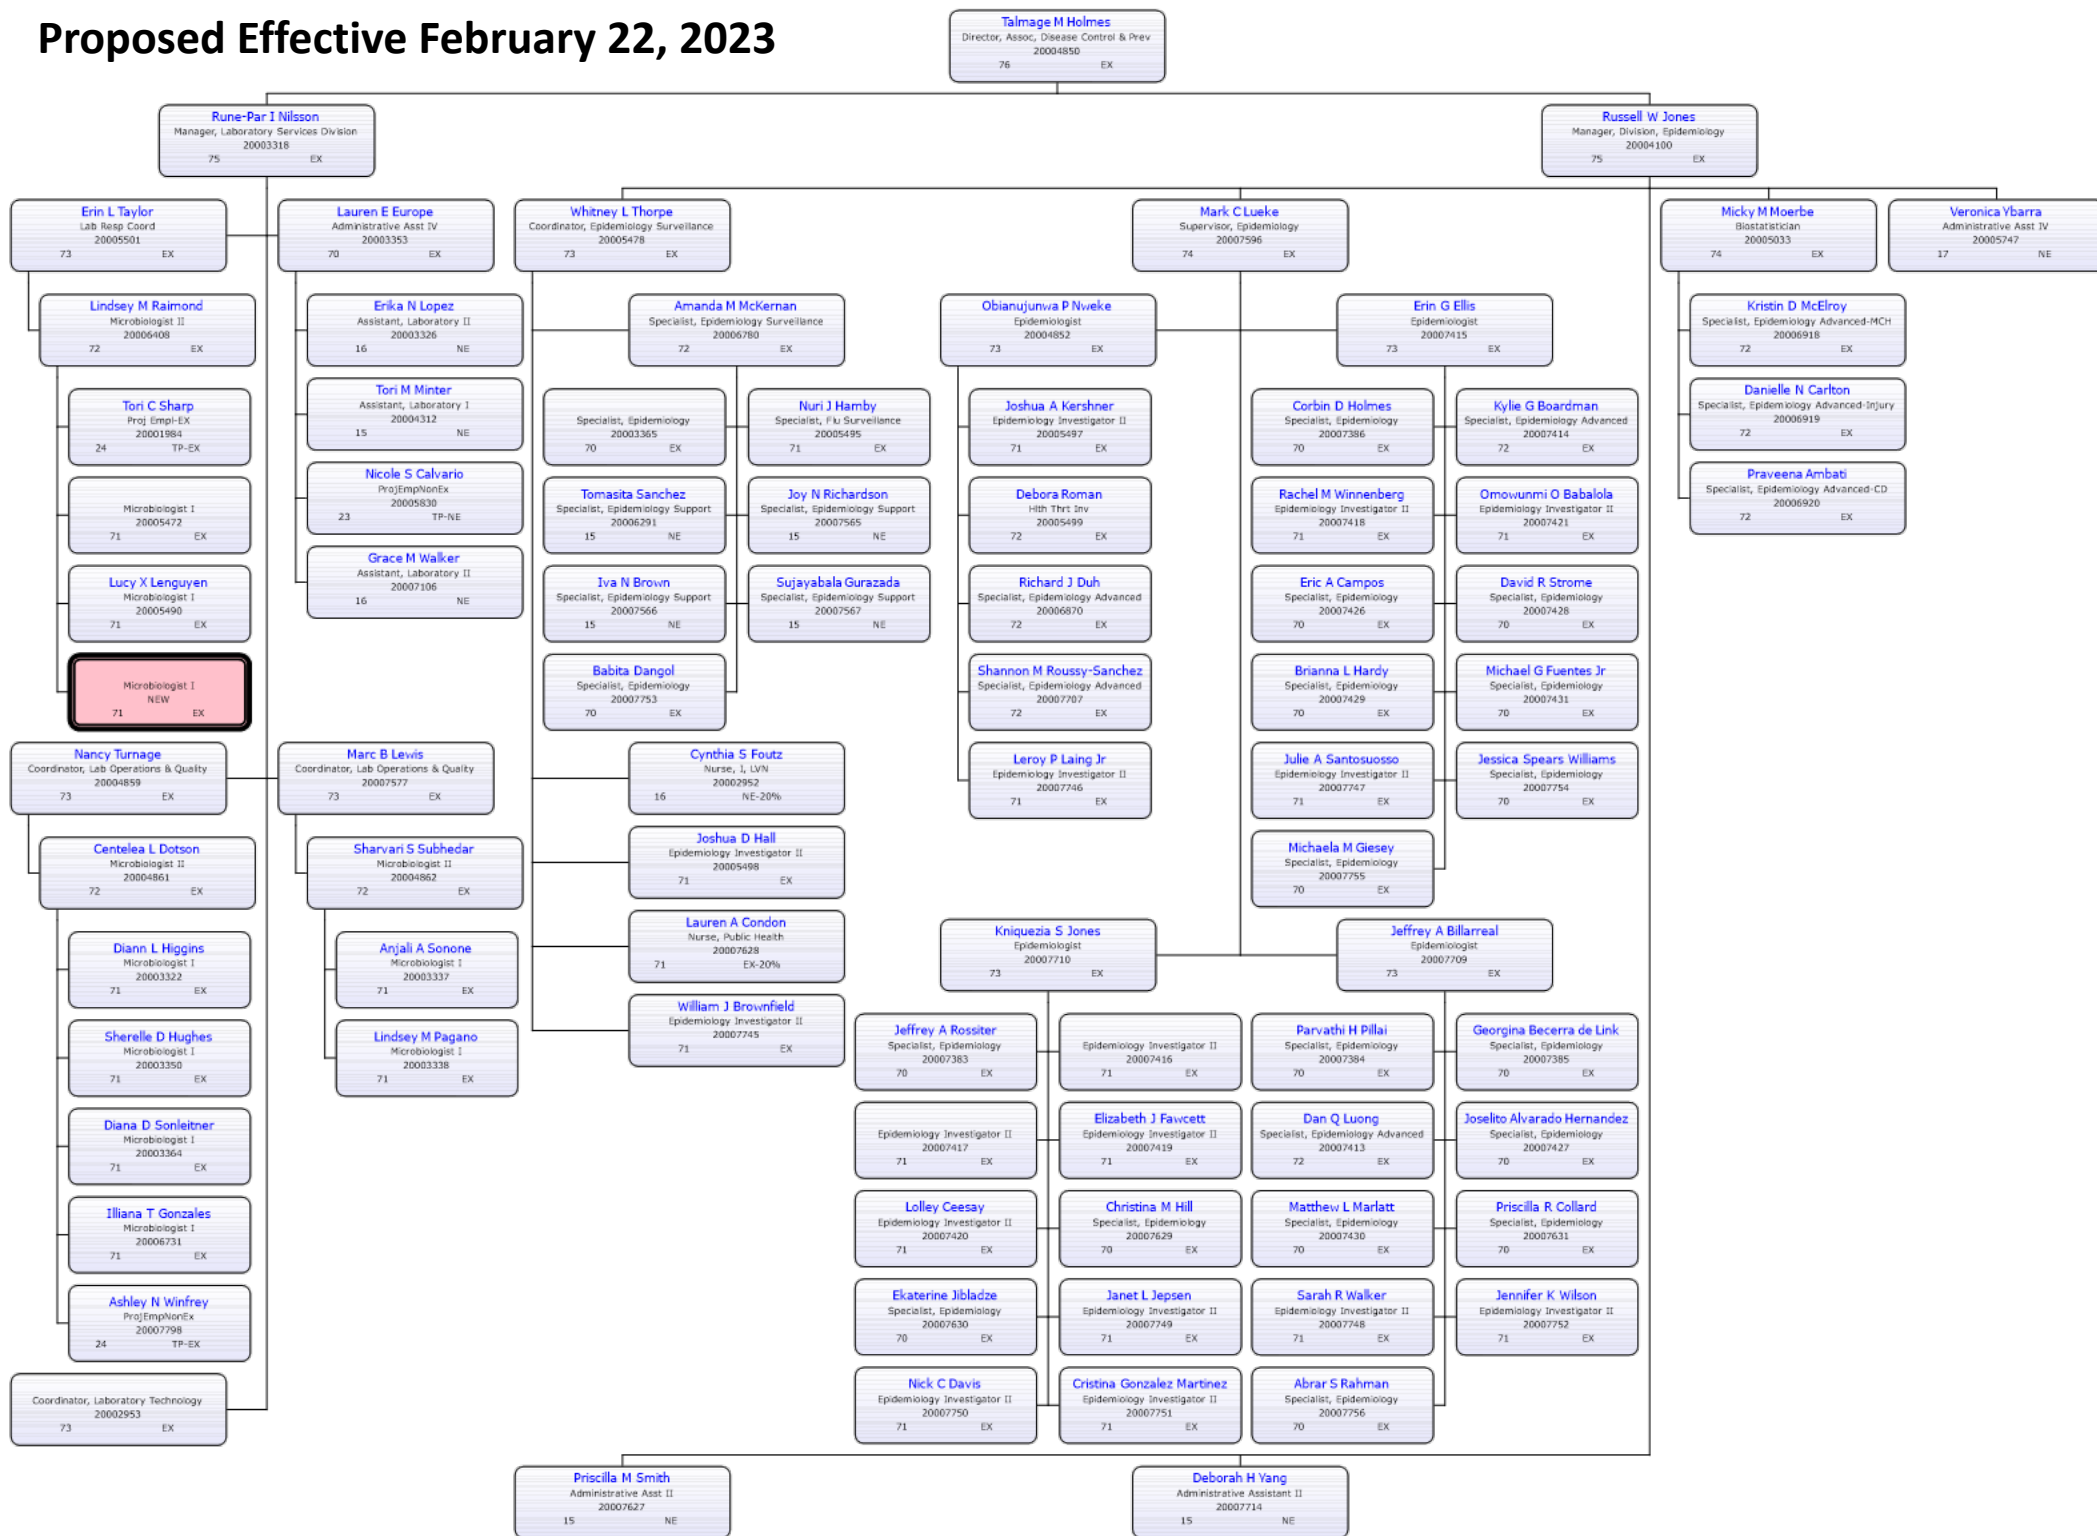 Proposed Effective February 22, 2023
Talmage M Holmes
Director, Assoc, Disease Control & Prev
20004850
76 EX
Rune-Par I Nilsson
Manager, Laboratory Services Division
20003318
75 EX
Russell W Jones
Manager, Division, Epidemiology
20004100
75 EX
Erin L Taylor
Lab Resp Coord
20005501
73 EX
Lauren E Europe
Administrative Asst IV
20003353
70 EX
Whitney L Thorpe
Coordinator, Epidemiology Surveillance
20005478
73 EX
Mark C Lueke
Supervisor, Epidemiology
20007596
74 EX
Micky M Moerbe
Biostatistician
20005033
74 EX
Veronica Ybarra
Administrative Asst IV
20005747
17 NE
Lindsey M Raimond
Microbiologist II
20006408
72 EX
Tori C Sharp
Proj Empl-EX
20001984
24 TP-EX
Microbiologist I
20005472
71 EX
Lucy X Lenguyen
Microbiologist I
20005490
71 EX
Microbiologist I
NEW
71 EX
Erika N Lopez
Assistant, Laboratory II
20003326
16 NE
Tori M Minter
Assistant, Laboratory I
20004312
15 NE
Nicole S Calvario
ProjEmpNonEx
20005830
23 TP-NE
Grace M Walker
Assistant, Laboratory II
20007106
16 NE
Amanda M McKernan
Specialist, Epidemiology Surveillance
20006780
72 EX
Specialist, Epidemiology
20003365
70 EX
Nuri J Hamby
Specialist, Flu Surveillance
20005495
71 EX
Tomasita Sanchez
Specialist, Epidemiology Support
20006291
15 NE
Joy N Richardson
Specialist, Epidemiology Support
20007565
15 NE
Iva N Brown
Specialist, Epidemiology Support
20007566
15 NE
Sujayabala Gurazada
Specialist, Epidemiology Support
20007567
15 NE
Babita Dangol
Specialist, Epidemiology
20007753
70 EX
Cynthia S Foutz
Nurse, I, LVN
20002952
16 NE-20%
Joshua D Hall
Epidemiology Investigator II
20005498
71 EX
Lauren A Condon
Nurse, Public Health
20007628
71 EX-20%
William J Brownfield
Epidemiology Investigator II
20007745
71 EX
Obianujunwa P Nweke
Epidemiologist
20004852
73 EX
Erin G Ellis
Epidemiologist
20007415
73 EX
Joshua A Kershner
Epidemiology Investigator II
20005497
71 EX
Debora Roman
Hlth Thrt Inv
20005499
72 EX
Richard J Duh
Specialist, Epidemiology Advanced
20006870
72 EX
Shannon M Roussy-Sanchez
Specialist, Epidemiology Advanced
20007707
72 EX
Leroy P Laing Jr
Epidemiology Investigator II
20007746
71 EX
Corbin D Holmes
Specialist, Epidemiology
20007386
70 EX
Kylie G Boardman
Specialist, Epidemiology Advanced
20007414
72 EX
Rachel M Winnenberg
Epidemiology Investigator II
20007418
71 EX
Omowunmi O Babalola
Epidemiology Investigator II
20007421
71 EX
Eric A Campos
Specialist, Epidemiology
20007426
70 EX
David R Strome
Specialist, Epidemiology
20007428
70 EX
Brianna L Hardy
Specialist, Epidemiology
20007429
70 EX
Michael G Fuentes Jr
Specialist, Epidemiology
20007431
70 EX
Julie A Santosuosso
Epidemiology Investigator II
20007747
71 EX
Jessica Spears Williams
Specialist, Epidemiology
20007754
70 EX
Michaela M Giesey
Specialist, Epidemiology
20007755
70 EX
Kristin D McElroy
Specialist, Epidemiology Advanced-MCH
20006918
72 EX
Danielle N Carlton
Specialist, Epidemiology Advanced-Injury
20006919
72 EX
Praveena Ambati
Specialist, Epidemiology Advanced-CD
20006920
72 EX
Nancy Turnage
Coordinator, Lab Operations & Quality
20004859
73 EX
Marc B Lewis
Coordinator, Lab Operations & Quality
20007577
73 EX
Centelea L Dotson
Microbiologist II
20004861
72 EX
Sharvari S Subhedar
Microbiologist II
20004862
72 EX
Diann L Higgins
Microbiologist I
20003322
71 EX
Sherelle D Hughes
Microbiologist I
20003350
71 EX
Diana D Sonleitner
Microbiologist I
20003364
71 EX
Illiana T Gonzales
Microbiologist I
20006731
71 EX
Ashley N Winfrey
ProjEmpNonEx
20007798
24 TP-EX
Anjali A Sonone
Microbiologist I
20003337
71 EX
Lindsey M Pagano
Microbiologist I
20003338
71 EX
Coordinator, Laboratory Technology
20002953
73 EX
Kniquezia S Jones
Epidemiologist
20007710
73 EX
Jeffrey A Billarreal
Epidemiologist
20007709
73 EX
Jeffrey A Rossiter
Specialist, Epidemiology
20007383
70 EX
Epidemiology Investigator II
20007416
71 EX
Epidemiology Investigator II
20007417
71 EX
Elizabeth J Fawcett
Epidemiology Investigator II
20007419
71 EX
Lolley Ceesay
Epidemiology Investigator II
20007420
71 EX
Christina M Hill
Specialist, Epidemiology
20007629
70 EX
Ekaterine Jibladze
Specialist, Epidemiology
20007630
70 EX
Janet L Jepsen
Epidemiology Investigator II
20007749
71 EX
Nick C Davis
Epidemiology Investigator II
20007750
71 EX
Cristina Gonzalez Martinez
Epidemiology Investigator II
20007751
71 EX
Parvathi H Pillai
Specialist, Epidemiology
20007384
70 EX
Georgina Becerra de Link
Specialist, Epidemiology
20007385
70 EX
Dan Q Luong
Specialist, Epidemiology Advanced
20007413
72 EX
Joselito Alvarado Hernandez
Specialist, Epidemiology
20007427
70 EX
Matthew L Marlatt
Specialist, Epidemiology
20007430
70 EX
Priscilla R Collard
Specialist, Epidemiology
20007631
70 EX
Sarah R Walker
Epidemiology Investigator II
20007748
71 EX
Jennifer K Wilson
Epidemiology Investigator II
20007752
71 EX
Abrar S Rahman
Specialist, Epidemiology
20007756
70 EX
Priscilla M Smith
Administrative Asst II
20007627
15 NE
Deborah H Yang
Administrative Assistant II
20007714
15 NE